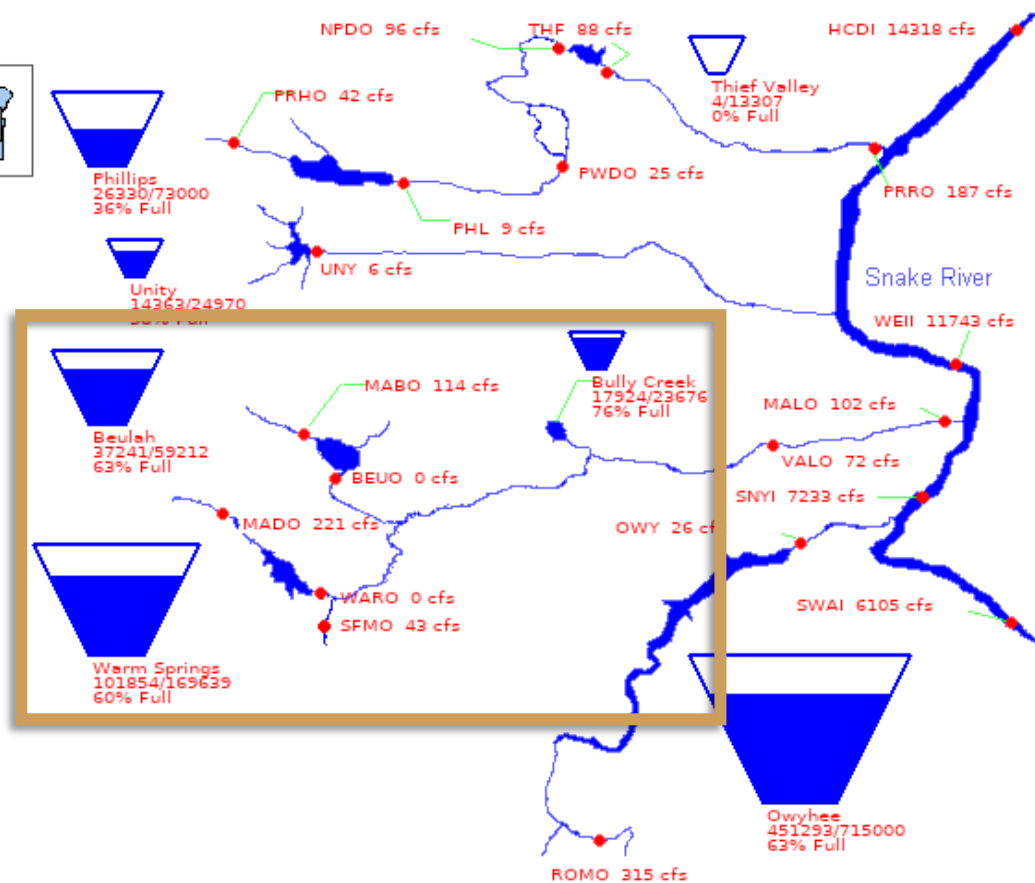 NPDO 96 cfs
THF 88 cfs
HCDI 14318 cfs
Thief Valley
4/13307
0% Full
PRHO 42 cfs
Phillips
26330/73000
36% Full
PWDO 25 cfs
PRRO 187 cfs
PHL 9 cfs
UNY 6 cfs
Unity
14363/24970
Snake River
WEII 11743 cfs
MABO 114 cfs
Bully Creek
17924/23676
76% Full
MALO 102 cfs
Beulah
37241/59212
63% Full
VALO 72 cfs
BEUO 0 cfs
SNYI 7233 cfs
MADO 221 cfs
OWY 26 cf
WARO 0 cfs
SWAI 6105 cfs
SFMO 43 cfs
Warm Springs
101854/169639
60% Full
Owyhee
451293/715000
63% Full
ROMO 315 cfs